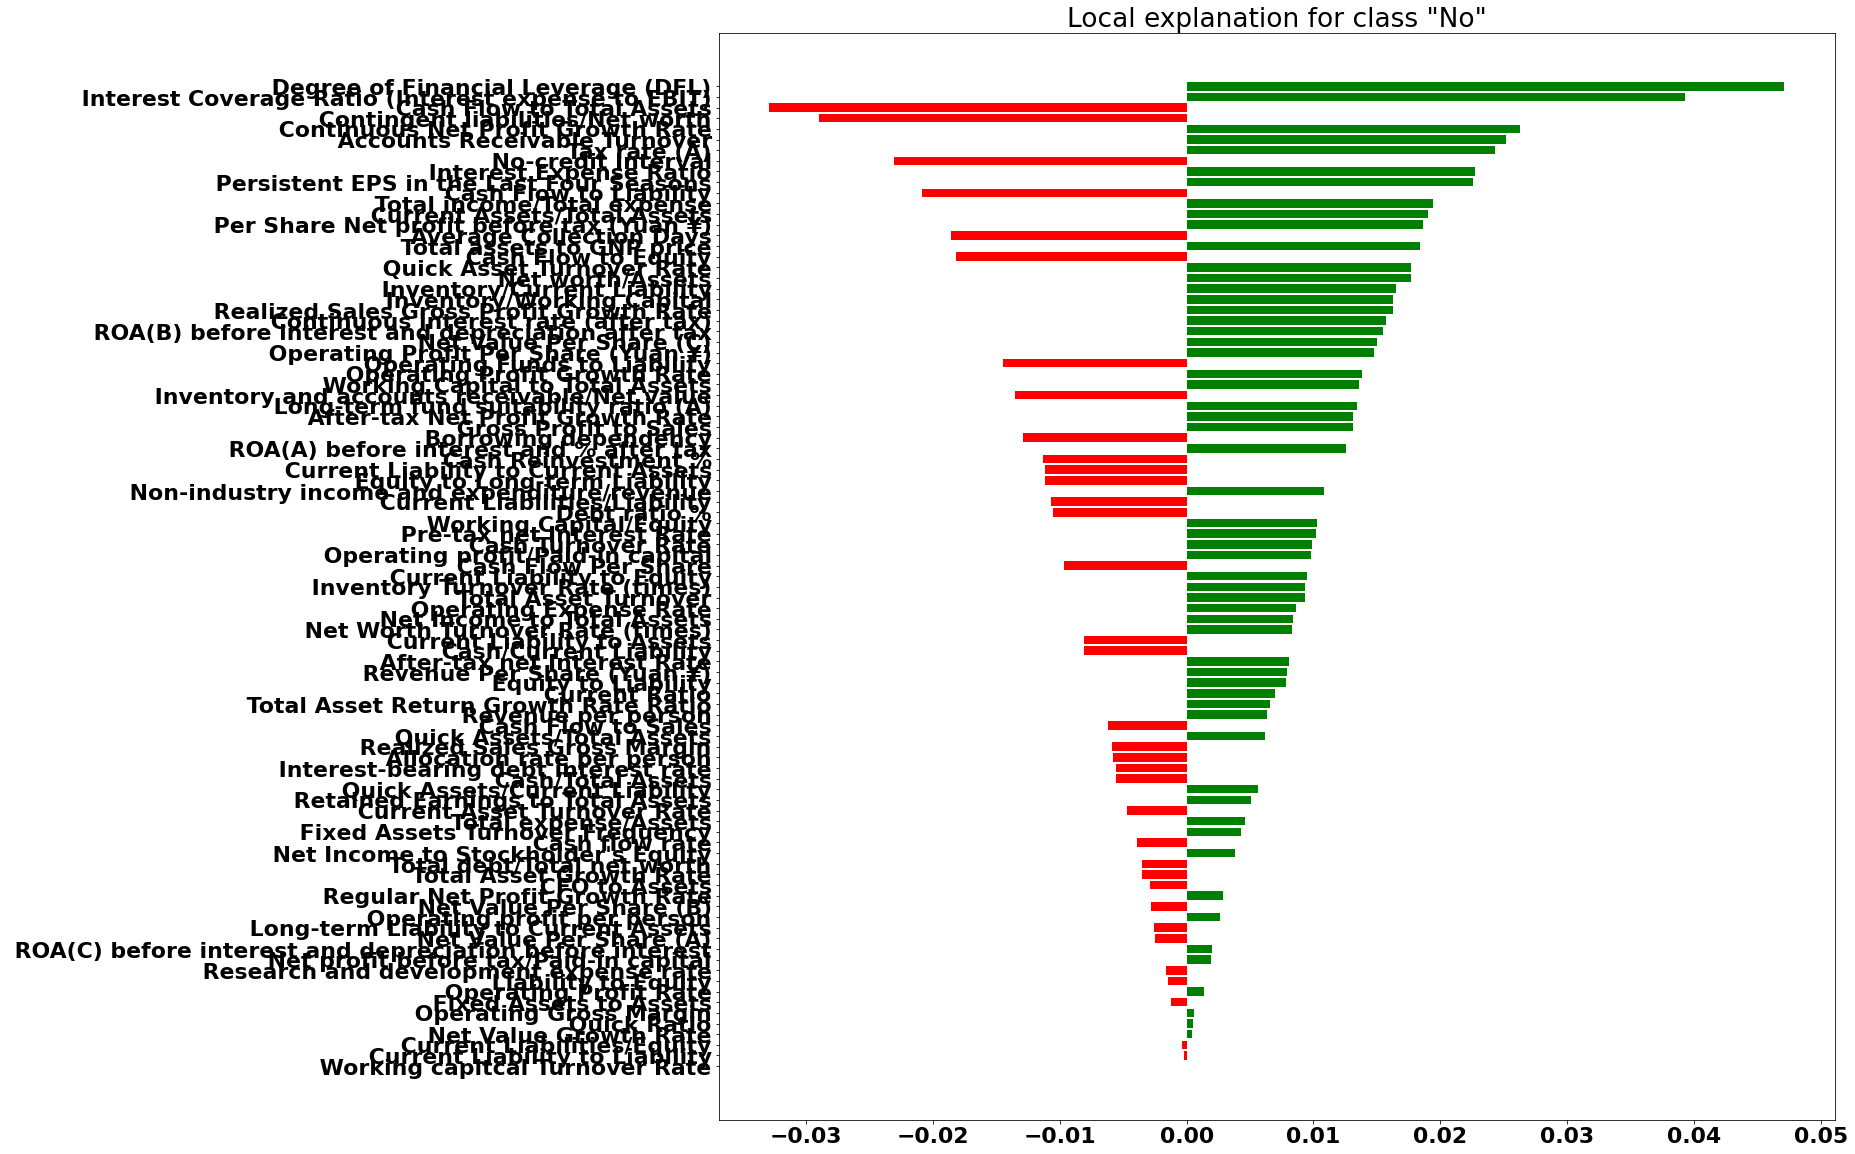 Local explanation for class "No"
Degree of Financial Leverage (DFL)
Interest Coverage Ratio (Interest expense to EBIT)
Cash Flow to Total Assets
Contingent liabilities/Net worth
Continuous Net Profit Growth Rate
Accounts Receivable Turnover
Tax rate (A)
No-credit Interval
Interest Expense Ratio
Persistent EPS in the Last Four Seasons
Cash Flow to Liability
Total income/Total expense
Current Assets/Total Assets
Per Share Net profit before tax (Yuan ¥)
Average Collection Days
Total assets to GNP price
Cash Flow to Equity
Quick Asset Turnover Rate
Net worth/Assets
Inventory/Current Liability
Inventory/Working Capital
Realized Sales Gross Profit Growth Rate
Continuous interest rate (after tax)
ROA(B) before interest and depreciation after tax
Net Value Per Share (C)
Operating Profit Per Share (Yuan ¥)
Operating Funds to Liability
Operating Profit Growth Rate
Working Capital to Total Assets
Inventory and accounts receivable/Net value
Long-term fund suitability ratio (A)
After-tax Net Profit Growth Rate
Gross Profit to Sales
Borrowing dependency
ROA(A) before interest and % after tax
Cash Reinvestment %
Current Liability to Current Assets
Equity to Long-term Liability
Non-industry income and expenditure/revenue
Current Liabilities/Liability
Debt ratio %
Working Capital/Equity
Pre-tax net Interest Rate
Cash Turnover Rate
Operating profit/Paid-in capital
Cash Flow Per Share
Current Liability to Equity
Inventory Turnover Rate (times)
Total Asset Turnover
Operating Expense Rate
Net Income to Total Assets
Net Worth Turnover Rate (times)
Current Liability to Assets
Cash/Current Liability
After-tax net Interest Rate
Revenue Per Share (Yuan ¥)
Equity to Liability
Current Ratio
Total Asset Return Growth Rate Ratio
Revenue per person
Cash Flow to Sales
Quick Assets/Total Assets
Realized Sales Gross Margin
Allocation rate per person
Interest-bearing debt interest rate
Cash/Total Assets
Quick Assets/Current Liability
Retained Earnings to Total Assets
Current Asset Turnover Rate
Total expense/Assets
Fixed Assets Turnover Frequency
Cash flow rate
Net Income to Stockholder's Equity
Total debt/Total net worth
Total Asset Growth Rate
CFO to Assets
Regular Net Profit Growth Rate
Net Value Per Share (B)
Operating profit per person
Long-term Liability to Current Assets
Net Value Per Share (A)
ROA(C) before interest and depreciation before interest
Net profit before tax/Paid-in capital
Research and development expense rate
Liability to Equity
Operating Profit Rate
Fixed Assets to Assets
Operating Gross Margin
Quick Ratio
Net Value Growth Rate
Current Liabilities/Equity
Current Liability to Liability
Working capitcal Turnover Rate
−0.03 −0.02 −0.01 0.00 0.01 0.02 0.03 0.04 0.05